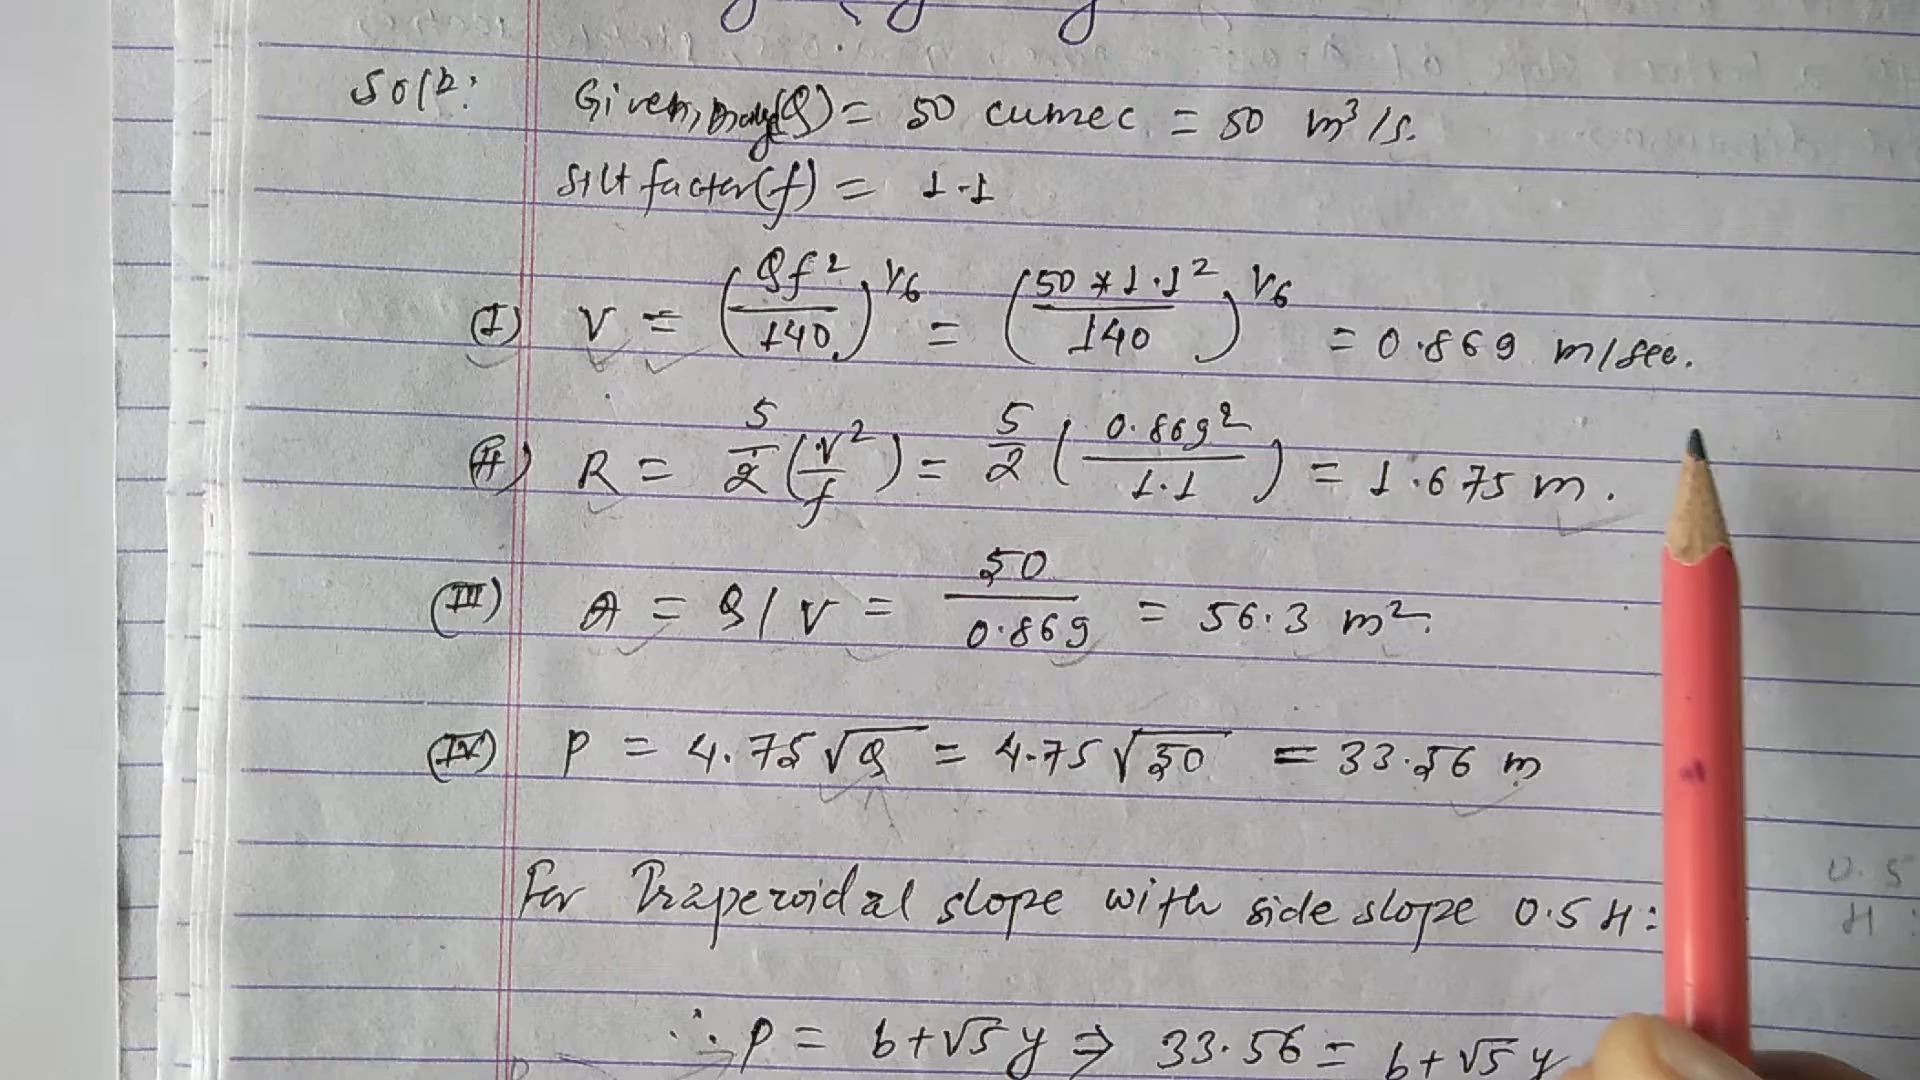 Solⁿ: Given, (Q) = 50 cumec = 50 m³/s.
silt factor(f) = 1.1
(I) V = (Qf²/140)^1/6 = (50*1.1²/140)^1/6 = 0.869 m/sec.
(II) R = 5/2 (V²/f) = 5/2 (0.869²/1.1) = 1.675 m.
(III) A = Q/V = 50/0.869 = 56.3 m².
(IV) P = 4.75√Q = 4.75√50 = 33.56 m
For Trapezoidal slope with side slope 0.5 H:
∴ P = b+√5 y ⇒ 33.56 = b+√5 y